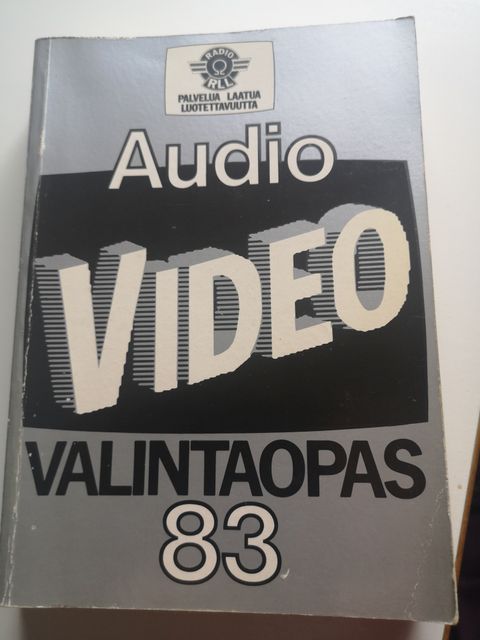 RADIO
RLL
PALVELUA LAATUA
LUOTETTAVUUTTA
Audio
VIDEO
VALINTAOPAS
83